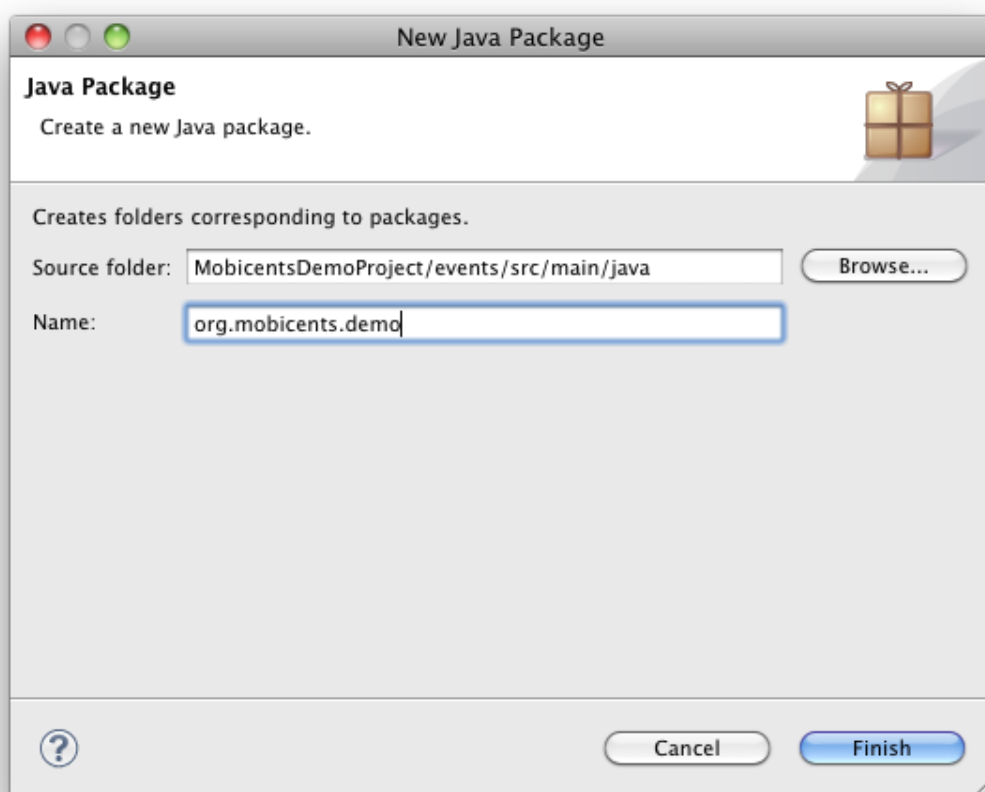 New Java Package
Java Package
Create a new Java package.
Creates folders corresponding to packages.
Source folder: MobicentsDemoProject/events/src/main/java Browse...
Name: org.mobicents.demo
? Cancel Finish